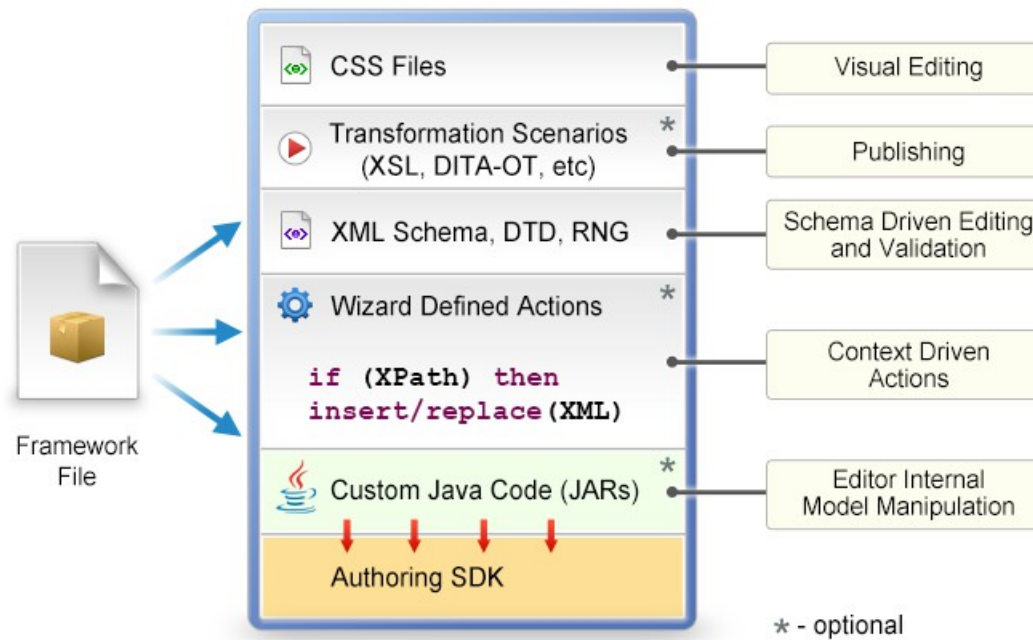 CSS Files
Visual Editing
Transformation Scenarios *
(XSL, DITA-OT, etc)
Publishing
XML Schema, DTD, RNG
Schema Driven Editing
and Validation
Wizard Defined Actions *
if (XPath) then
insert/replace(XML)
Context Driven
Actions
Framework
File
Custom Java Code (JARs) *
Editor Internal
Model Manipulation
Authoring SDK
* - optional